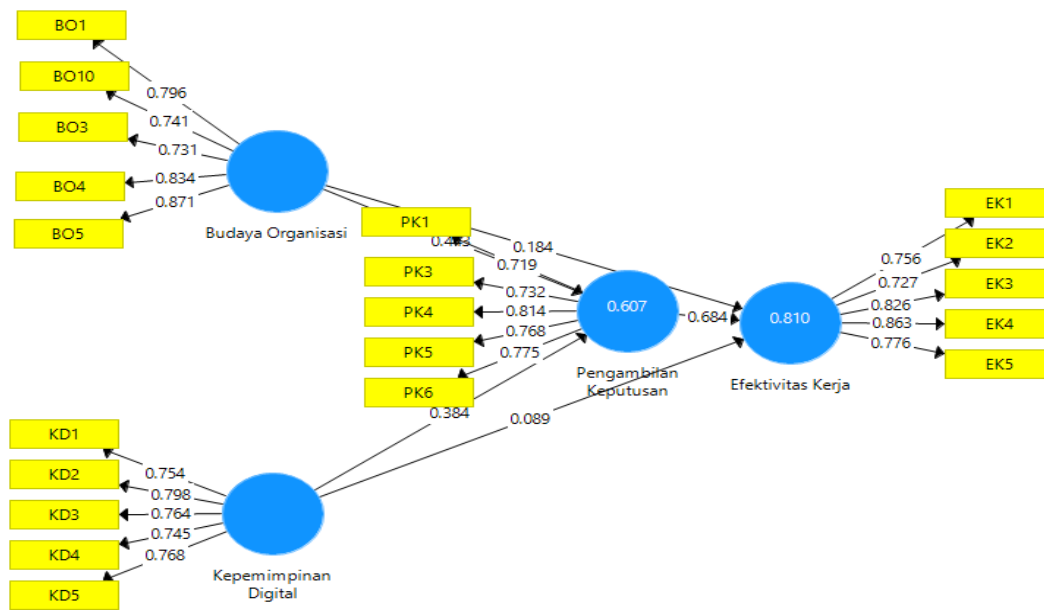 BO1
BO10
BO3
BO4
BO5
0.796
0.741
0.731
0.834
0.871
Budaya Organisasi
PK1
PK3
PK4
PK5
PK6
0.719
0.732
0.814
0.768
0.775
0.184
0.607
Pengambilan
Keputusan
0.684
0.810
Efektivitas Kerja
0.384
0.089
EK1
EK2
EK3
EK4
EK5
0.756
0.727
0.826
0.863
0.776
KD1
KD2
KD3
KD4
KD5
0.754
0.798
0.764
0.745
0.768
Kepemimpinan
Digital